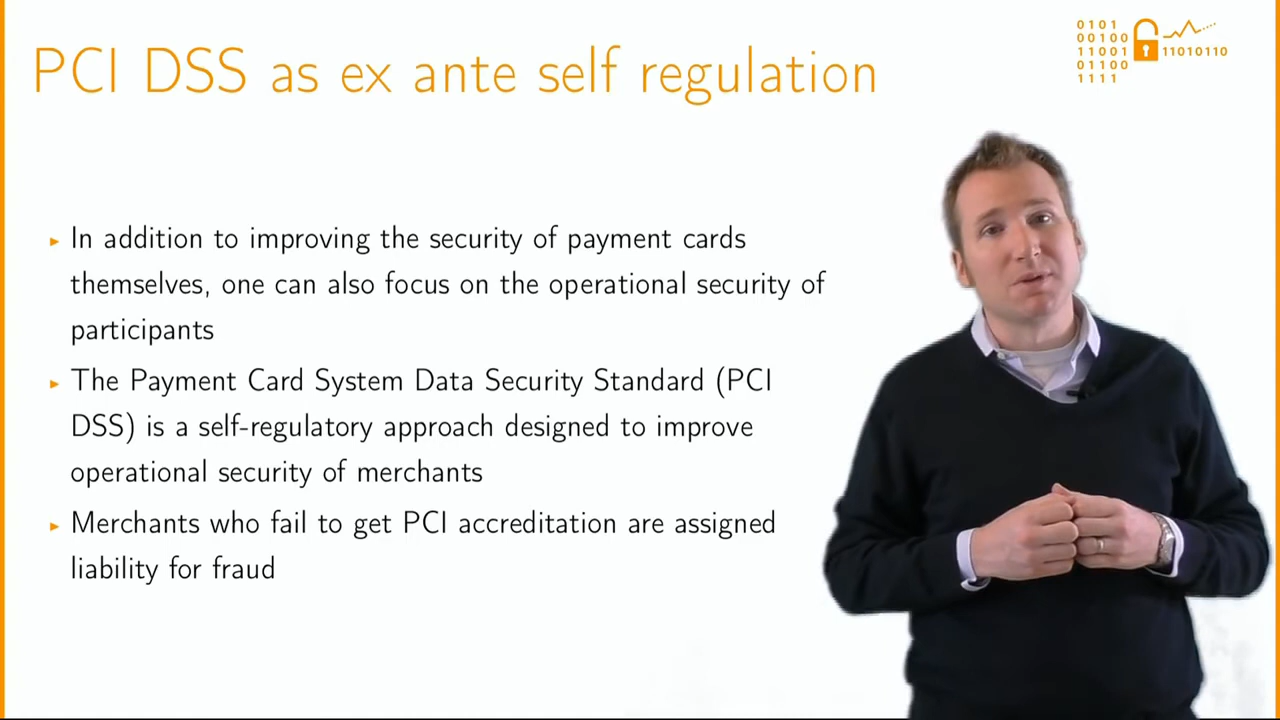 PCI DSS as ex ante self regulation
0101
00100
11001
11010110
01100
1111
▸ In addition to improving the security of payment cards
themselves, one can also focus on the operational security of
participants
▸ The Payment Card System Data Security Standard (PCI
DSS) is a self-regulatory approach designed to improve
operational security of merchants
▸ Merchants who fail to get PCI accreditation are assigned
liability for fraud